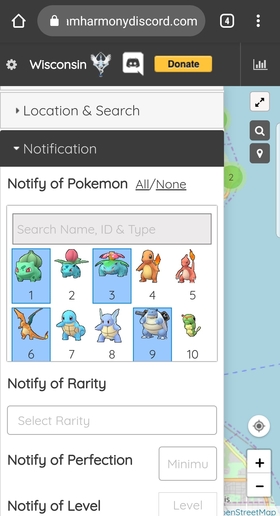 ımharmonydiscord.com 4
Wisconsin Donate
Location & Search
Notification
Notify of Pokemon All/None
Search Name, ID & Type
1 2 3 4 5
6 7 8 9 10
2
Notify of Rarity
Select Rarity
Notify of Perfection Minimu
+
−
Notify of Level Level
enStreetMap